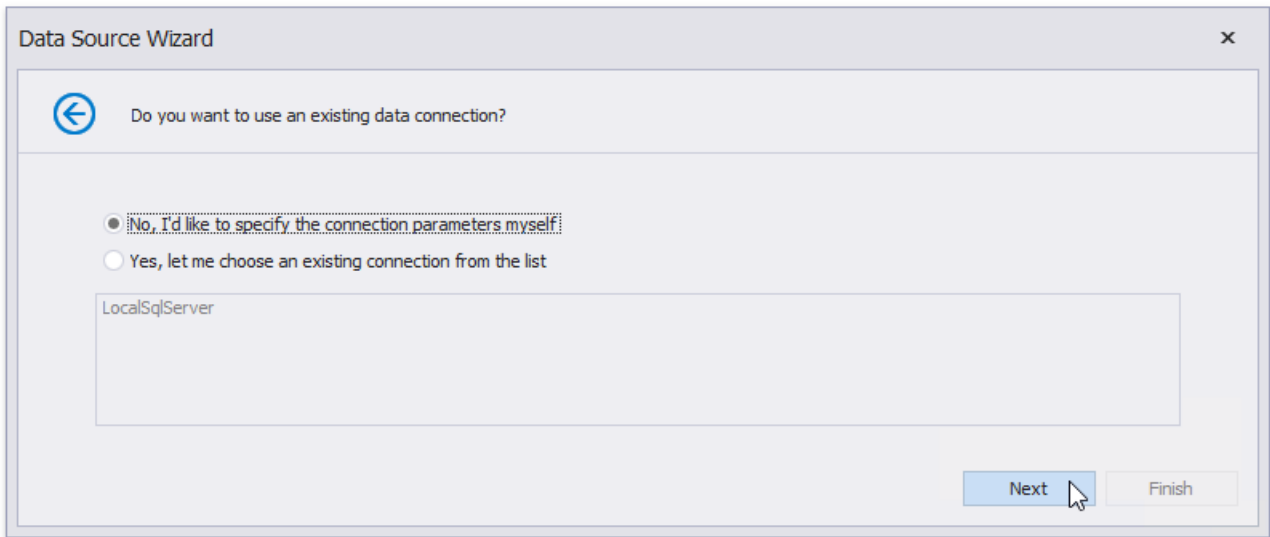 Data Source Wizard
Do you want to use an existing data connection?
No, I'd like to specify the connection parameters myself
Yes, let me choose an existing connection from the list
LocalSqlServer
Next
Finish